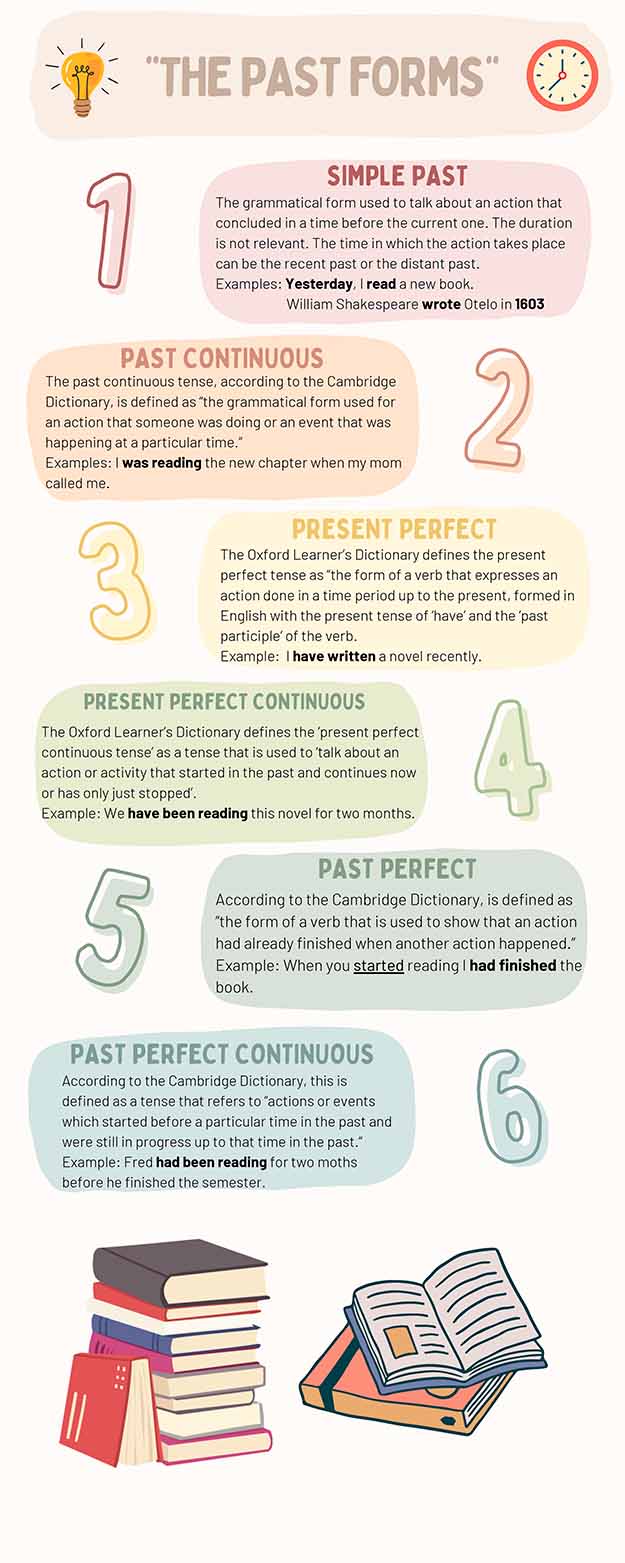 "THE PAST FORMS"
1
SIMPLE PAST
The grammatical form used to talk about an action that
concluded in a time before the current one. The duration
is not relevant. The time in which the action takes place
can be the recent past or the distant past.
Examples: Yesterday, I read a new book.
William Shakespeare wrote Otelo in 1603
PAST CONTINUOUS
The past continuous tense, according to the Cambridge
Dictionary, is defined as "the grammatical form used for
an action that someone was doing or an event that was
happening at a particular time."
Examples: I was reading the new chapter when my mom
called me.
2
3
PRESENT PERFECT
The Oxford Learner's Dictionary defines the present
perfect tense as "the form of a verb that expresses an
action done in a time period up to the present, formed in
English with the present tense of 'have' and the 'past
participle' of the verb.
Example:  I have written a novel recently.
PRESENT PERFECT CONTINUOUS
The Oxford Learner's Dictionary defines the 'present perfect
continuous tense' as a tense that is used to 'talk about an
action or activity that started in the past and continues now
or has only just stopped'.
Example: We have been reading this novel for two months.
4
5
PAST PERFECT
According to the Cambridge Dictionary, is defined as
"the form of a verb that is used to show that an action
had already finished when another action happened."
Example: When you started reading I had finished the
book.
PAST PERFECT CONTINUOUS
According to the Cambridge Dictionary, this is
defined as a tense that refers to "actions or events
which started before a particular time in the past and
were still in progress up to that time in the past."
Example: Fred had been reading for two moths
before he finished the semester.
6